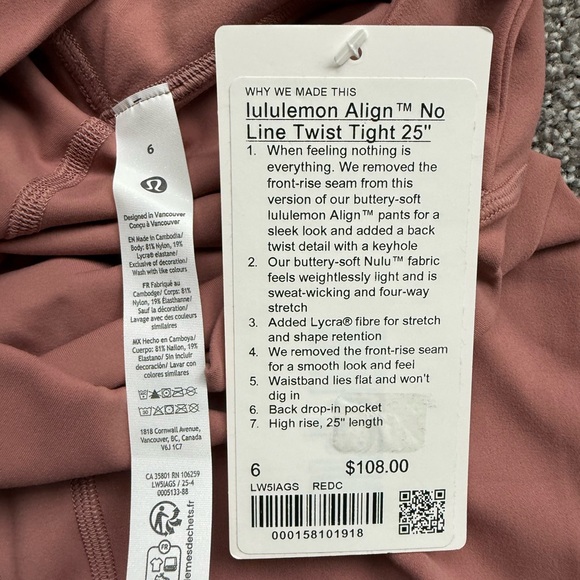 WHY WE MADE THIS
lululemon Align™ No
Line Twist Tight 25"
1. When feeling nothing is
everything. We removed the
front-rise seam from this
version of our buttery-soft
lululemon Align™ pants for a
sleek look and added a back
twist detail with a keyhole
2. Our buttery-soft Nulu™ fabric
feels weightlessly light and is
sweat-wicking and four-way
stretch
3. Added Lycra® fibre for stretch
and shape retention
4. We removed the front-rise seam
for a smooth look and feel
5. Waistband lies flat and won't
dig in
6. Back drop-in pocket
7. High rise, 25" length
6 $108.00
LW5IAGS REDC
000158101918
6
Designed in Vancouver
Conçu à Vancouver
EN Made in Cambodia/
Body: 81% Nylon, 19%
Lycra® elastane/
Exclusive of decoration/
Wash with like colours
FR Fabriqué au
Cambodge/ Corps: 81%
Nylon, 19% Élasthanne/
Sauf la décoration/
Lavage avec des couleurs
similaires
MX Hecho en Camboya/
Cuerpo: 81% Nailon, 19%
Elastano/ Sin incluir
decoración/ Lavar con
colores similares
1818 Cornwall Avenue,
Vancouver, BC, Canada
V6J 1C7
CA 35801 RN 106259
LW5IAGS / 25-4
0005133-88
FR
iemesdechets.fr